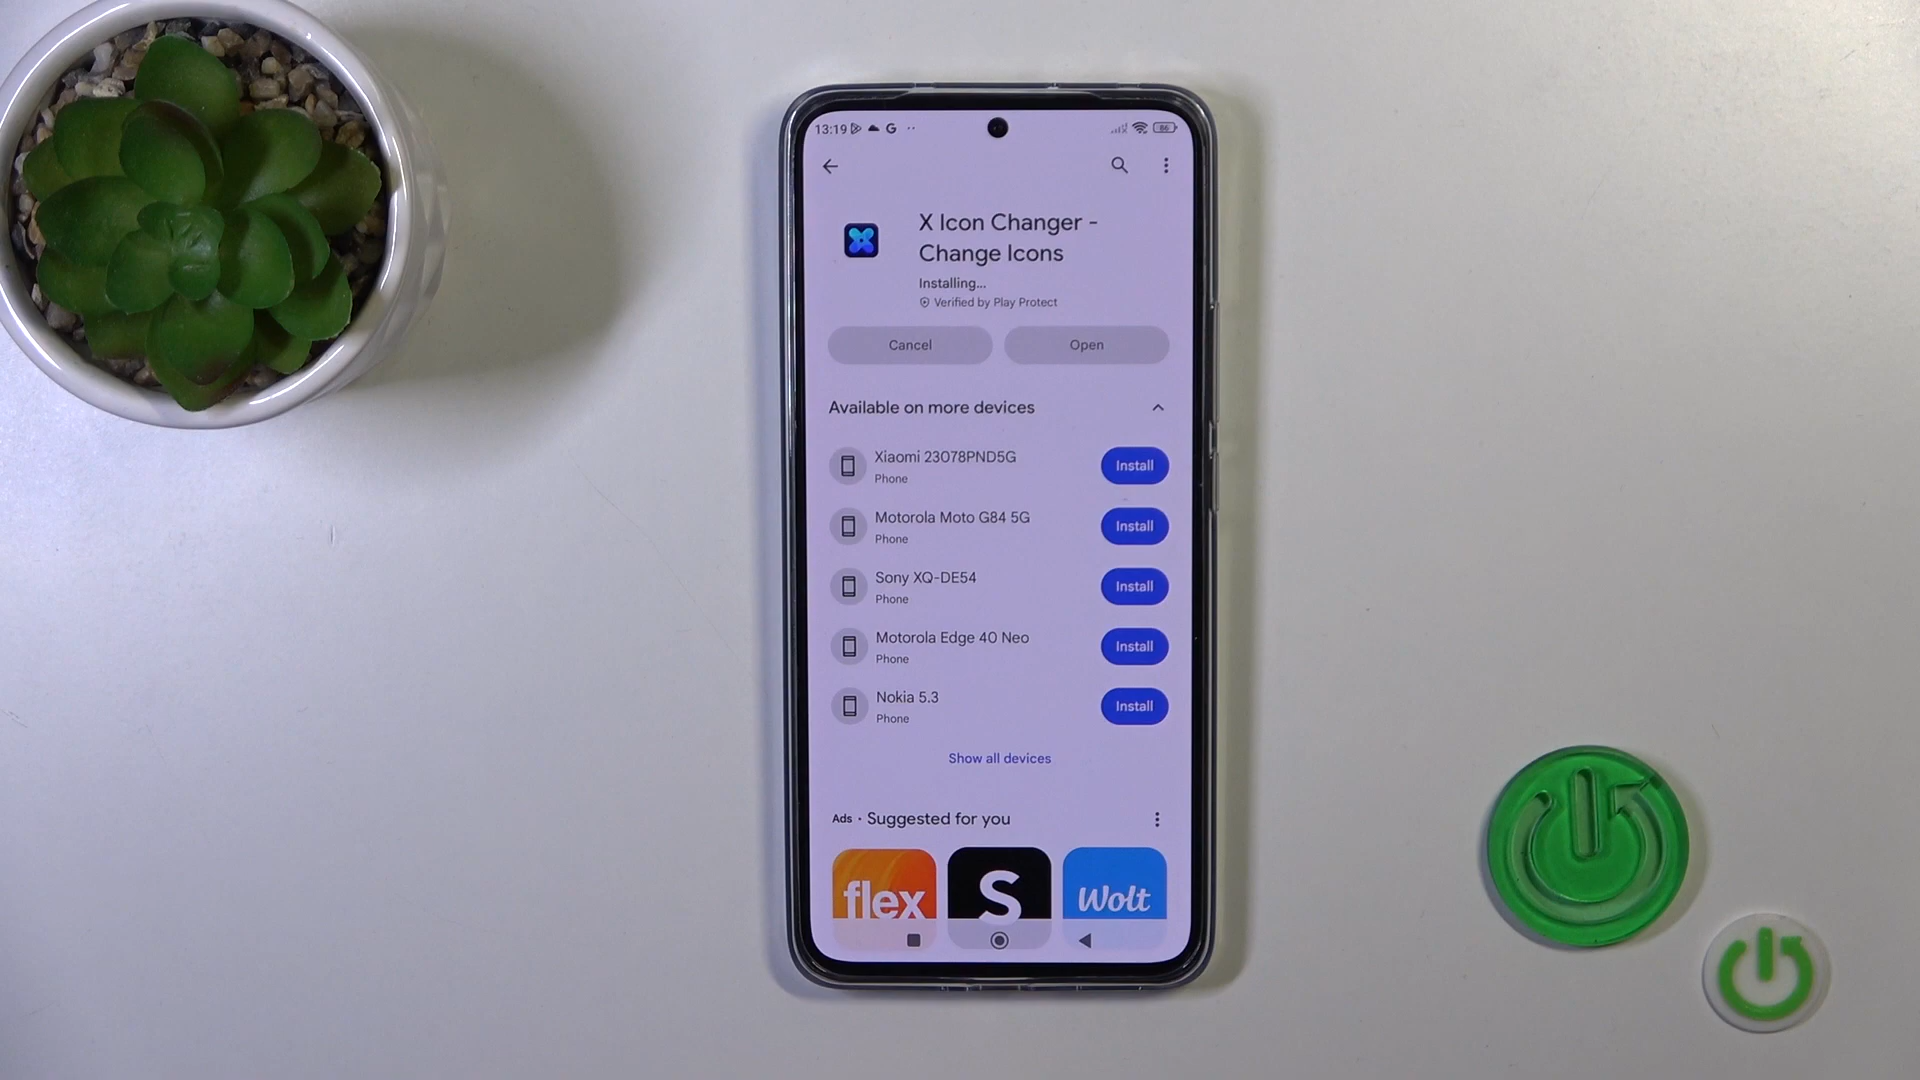 13:19
86
X Icon Changer -
Change Icons
Installing...
Verified by Play Protect
Cancel
Open
Available on more devices
Xiaomi 23078PND5G
Phone
Install
Motorola Moto G84 5G
Phone
Install
Sony XQ-DE54
Phone
Install
Motorola Edge 40 Neo
Phone
Install
Nokia 5.3
Phone
Install
Show all devices
Ads • Suggested for you
flex
S
Wolt